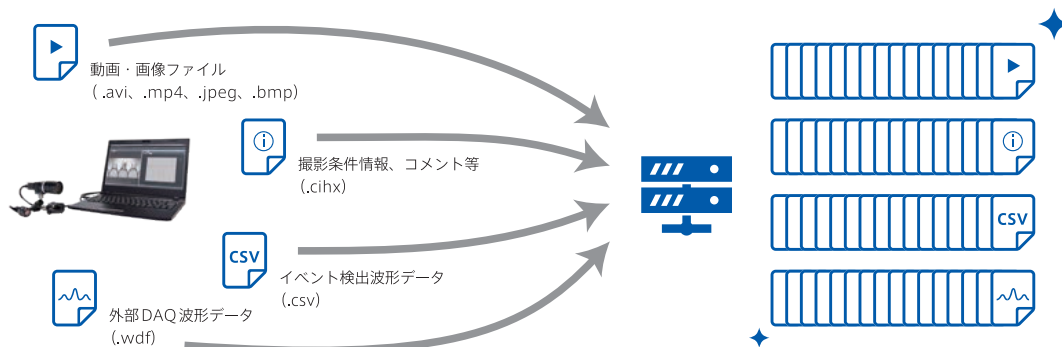 動画・画像ファイル
（.avi、.mp4、.jpeg、.bmp）
撮影条件情報、コメント等
（.cihx）
CSV
イベント検出波形データ
（.csv）
外部DAQ波形データ
（.wdf）
CSV